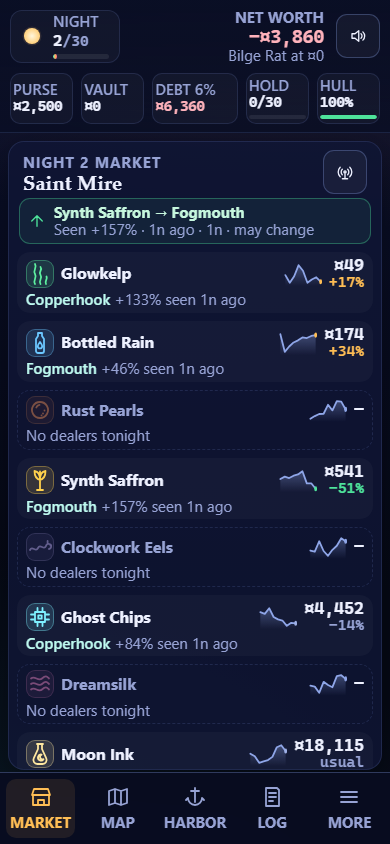 NIGHT
2/30
NET WORTH
−¤3,860
Bilge Rat at ¤0
PURSE
¤2,500
VAULT
¤0
DEBT 6%
¤6,360
HOLD
0/30
HULL
100%
NIGHT 2 MARKET
Saint Mire
Synth Saffron → Fogmouth
Seen +157% · 1n ago · 1n · may change
Glowkelp
¤49
+17%
Copperhook +133% seen 1n ago
Bottled Rain
¤174
+34%
Fogmouth +46% seen 1n ago
Rust Pearls
—
No dealers tonight
Synth Saffron
¤541
−51%
Fogmouth +157% seen 1n ago
Clockwork Eels
—
No dealers tonight
Ghost Chips
¤4,452
−14%
Copperhook +84% seen 1n ago
Dreamsilk
—
No dealers tonight
Moon Ink
¤18,115
usual
MARKET
MAP
HARBOR
LOG
MORE